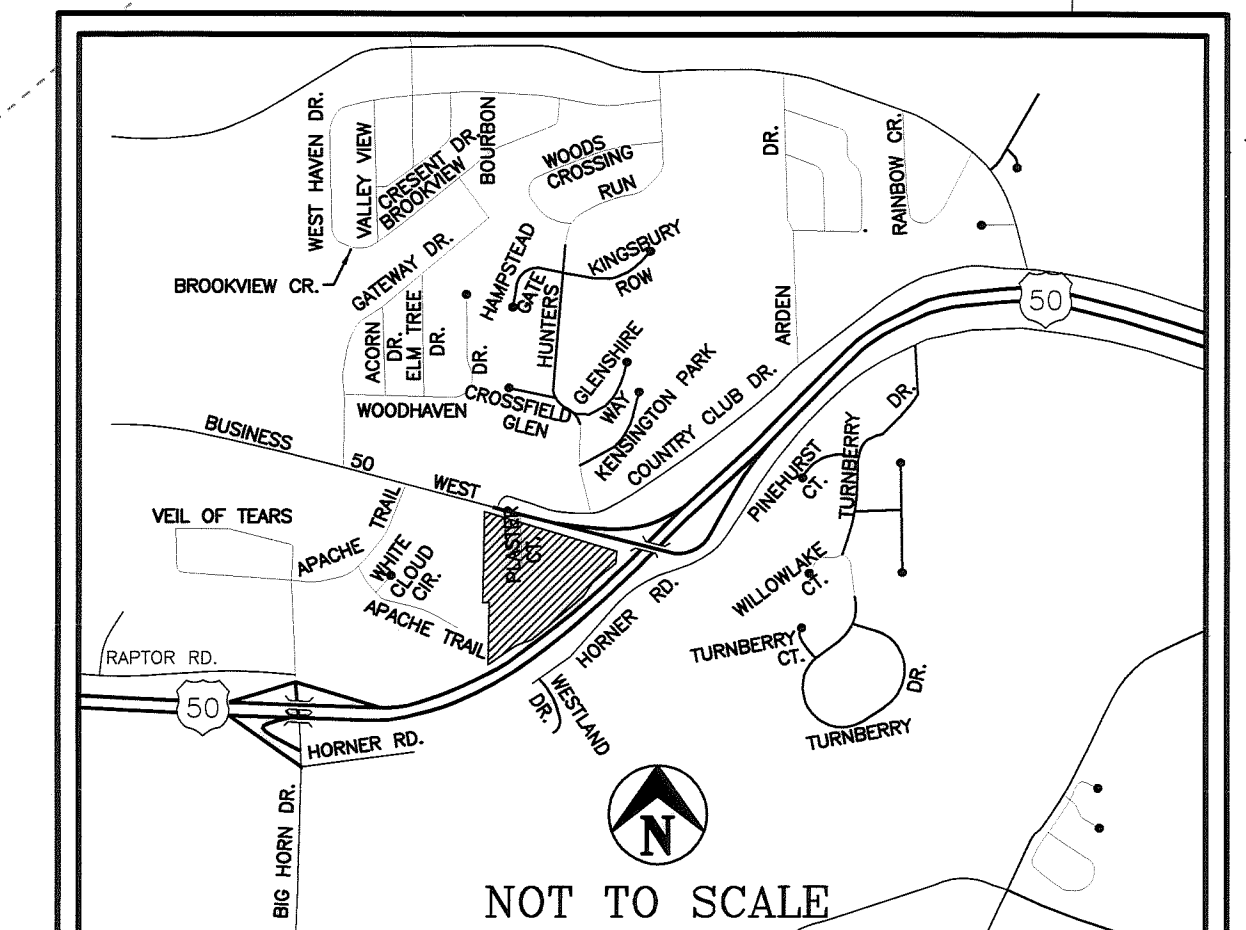 WEST HAVEN DR.
VALLEY VIEW
CRESENT DR.
BROOKVIEW
BOURBON
WOODS
CROSSING
RUN
DR.
RAINBOW CR.
BROOKVIEW CR.
GATEWAY DR.
HAMPSTEAD
GATE
KINGSBURY
ROW
HUNTERS
ARDEN
50
ACORN
DR.
ELM TREE
DR.
DR.
WOODHAVEN
CROSSFIELD
GLEN
GLENSHIRE
WAY
KENSINGTON PARK
COUNTRY CLUB DR.
DR.
BUSINESS
50
WEST
PINEHURST
CT.
TURNBERRY
VEIL OF TEARS
APACHE
TRAIL
WHITE
CLOUD
CIR.
PLASTER
CT.
APACHE TRAIL
WILLOWLAKE
CT.
HORNER RD.
TURNBERRY
CT.
DR.
TURNBERRY
RAPTOR RD.
50
WESTLAND
DR.
HORNER RD.
BIG HORN DR.
N
NOT TO SCALE